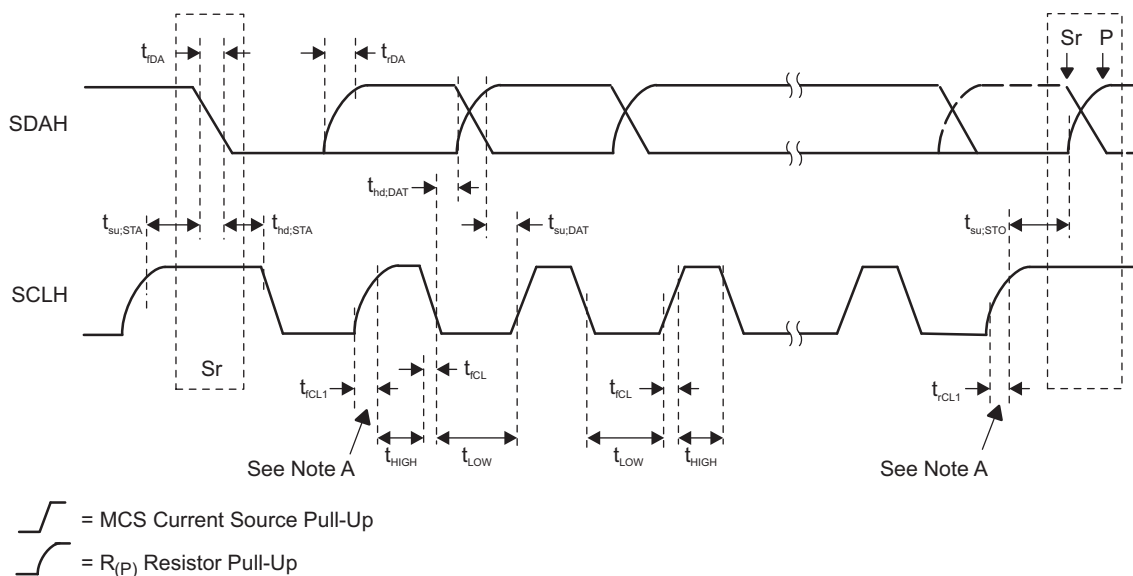 tfDA
trDA
Sr
P
SDAH
thd;DAT
tsu;STA
thd;STA
tsu;DAT
tsu;STO
SCLH
Sr
tfCL
tfCL1
tfCL
trCL1
tHIGH
tLOW
tLOW
tHIGH
See Note A
See Note A
= MCS Current Source Pull-Up
= R(P) Resistor Pull-Up